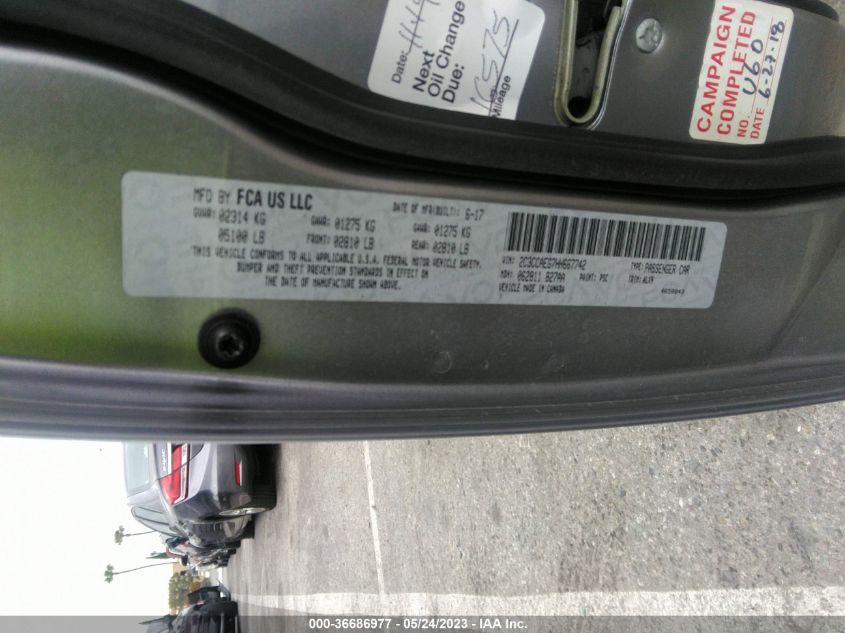 Date:
Next
Oil Change
Due:
Mileage
CAMPAIGN
COMPLETED
NO. U60
DATE 6-27-18
MFD BY FCA US LLC
DATE OF MFR(BUILT): 6-17
GVWR: 02314 KG
GAWR: 01275 KG
GAWR: 01275 KG
05100 LB
FRONT: 02810 LB
REAR: 02810 LB
THIS VEHICLE CONFORMS TO ALL APPLICABLE U.S.A. FEDERAL MOTOR VEHICLE SAFETY,
BUMPER AND THEFT PREVENTION STANDARDS IN EFFECT ON
THE DATE OF MANUFACTURE SHOWN ABOVE.
VIN: 2C3CCAEG7HH667742
TYPE: PASSENGER CAR
MDH: 062811 827AA
PAINT: PSC
TRIM: ALX9
VEHICLE MADE IN CANADA
000-36686977 - 05/24/2023 - IAA Inc.